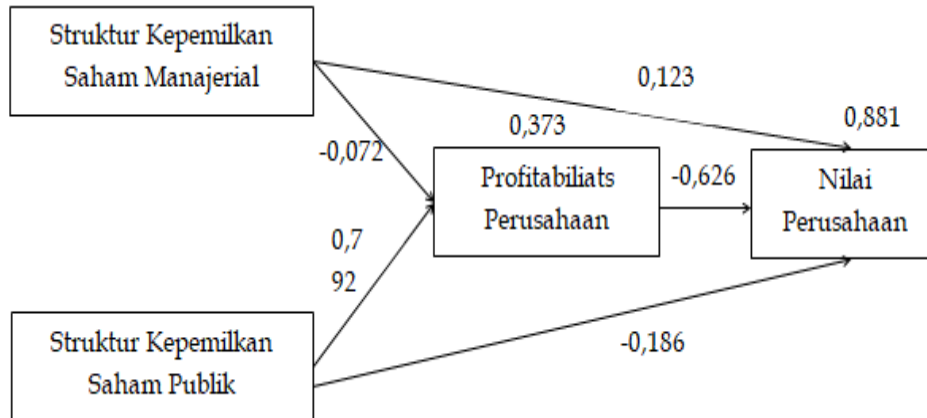 Struktur Kepemilkan
Saham Manajerial
0,123
0,373
0,881
-0,072
Profitabiliats
Perusahaan
-0,626
Nilai
Perusahaan
0,7
92
Struktur Kepemilkan
Saham Publik
-0,186